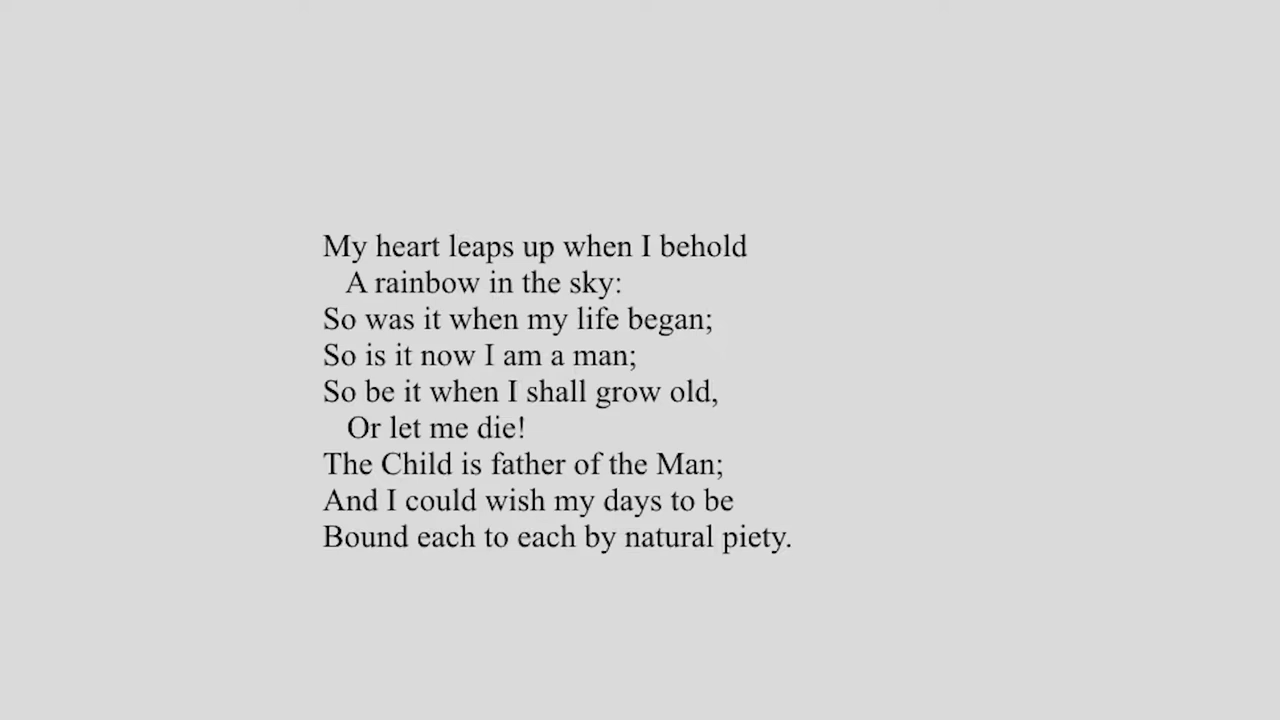 My heart leaps up when I behold
A rainbow in the sky:
So was it when my life began;
So is it now I am a man;
So be it when I shall grow old,
Or let me die!
The Child is father of the Man;
And I could wish my days to be
Bound each to each by natural piety.